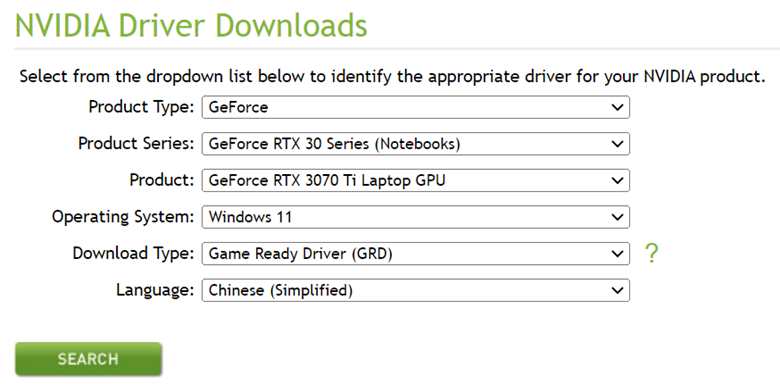 NVIDIA Driver Downloads
Select from the dropdown list below to identify the appropriate driver for your NVIDIA product.
Product Type: GeForce
Product Series: GeForce RTX 30 Series (Notebooks)
Product: GeForce RTX 3070 Ti Laptop GPU
Operating System: Windows 11
Download Type: Game Ready Driver (GRD) ?
Language: Chinese (Simplified)
SEARCH